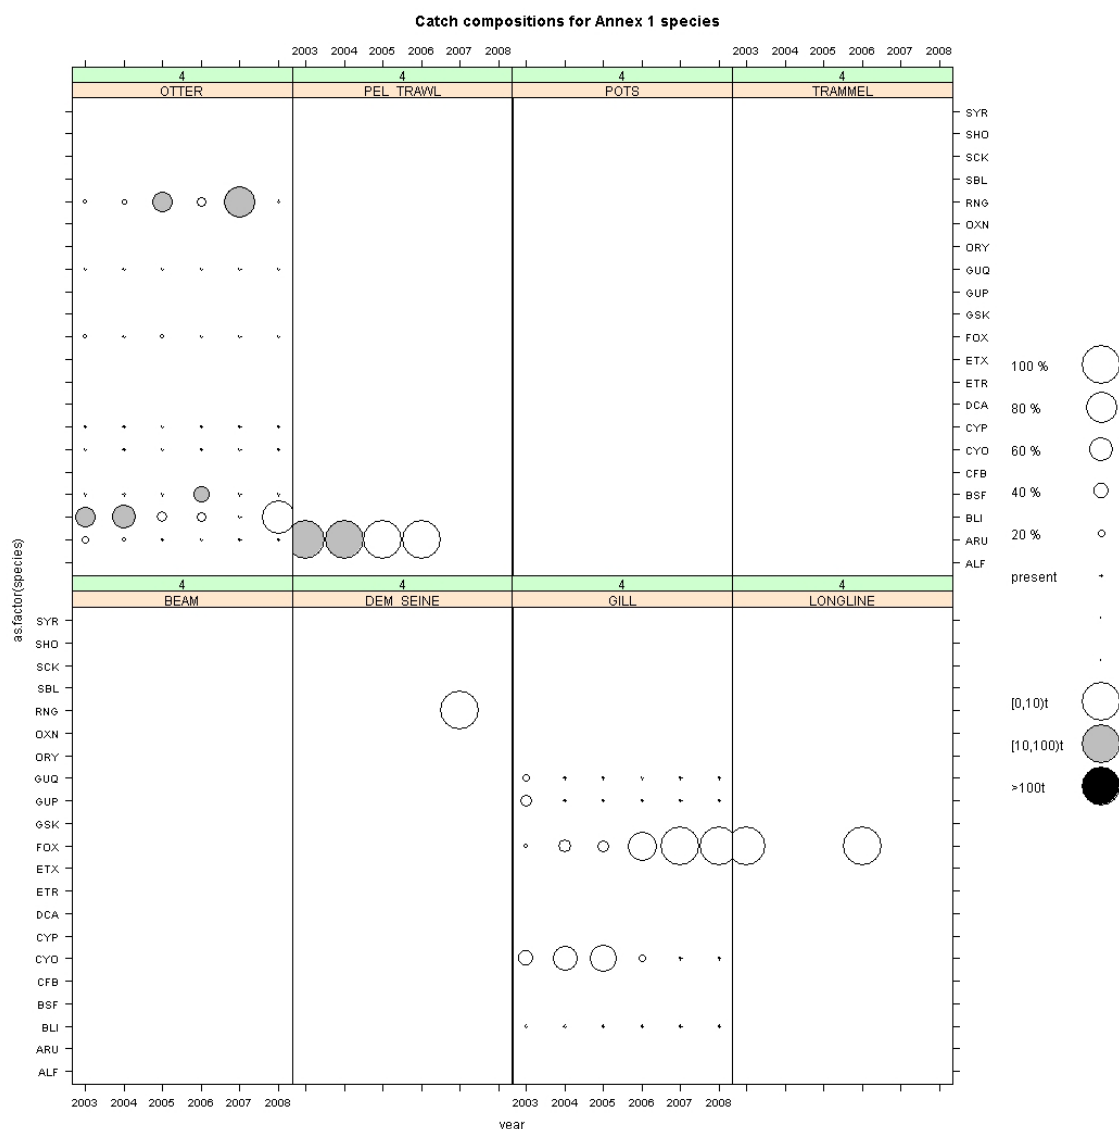 Catch compositions for Annex 1 species
2003 2004 2005 2006 2007 2008 2003 2004 2005 2006 2007 2008
4 4 4 4
OTTER PEL TRAWL POTS TRAMMEL
SYR
SHO
SCK
SBL
RNG
OXN
ORY
GUQ
GUP
GSK
FOX
ETX
ETR
DCA
CYP
CYO
CFB
BSF
BLI
ARU
ALF
100 %
80 %
60 %
40 %
20 %
present
[0,10)t
[10,100)t
>100t
as.factor(species)
4 4 4 4
BEAM DEM SEINE GILL LONGLINE
SYR
SHO
SCK
SBL
RNG
OXN
ORY
GUQ
GUP
GSK
FOX
ETX
ETR
DCA
CYP
CYO
CFB
BSF
BLI
ARU
ALF
2003 2004 2005 2006 2007 2008 2003 2004 2005 2006 2007 2008
year